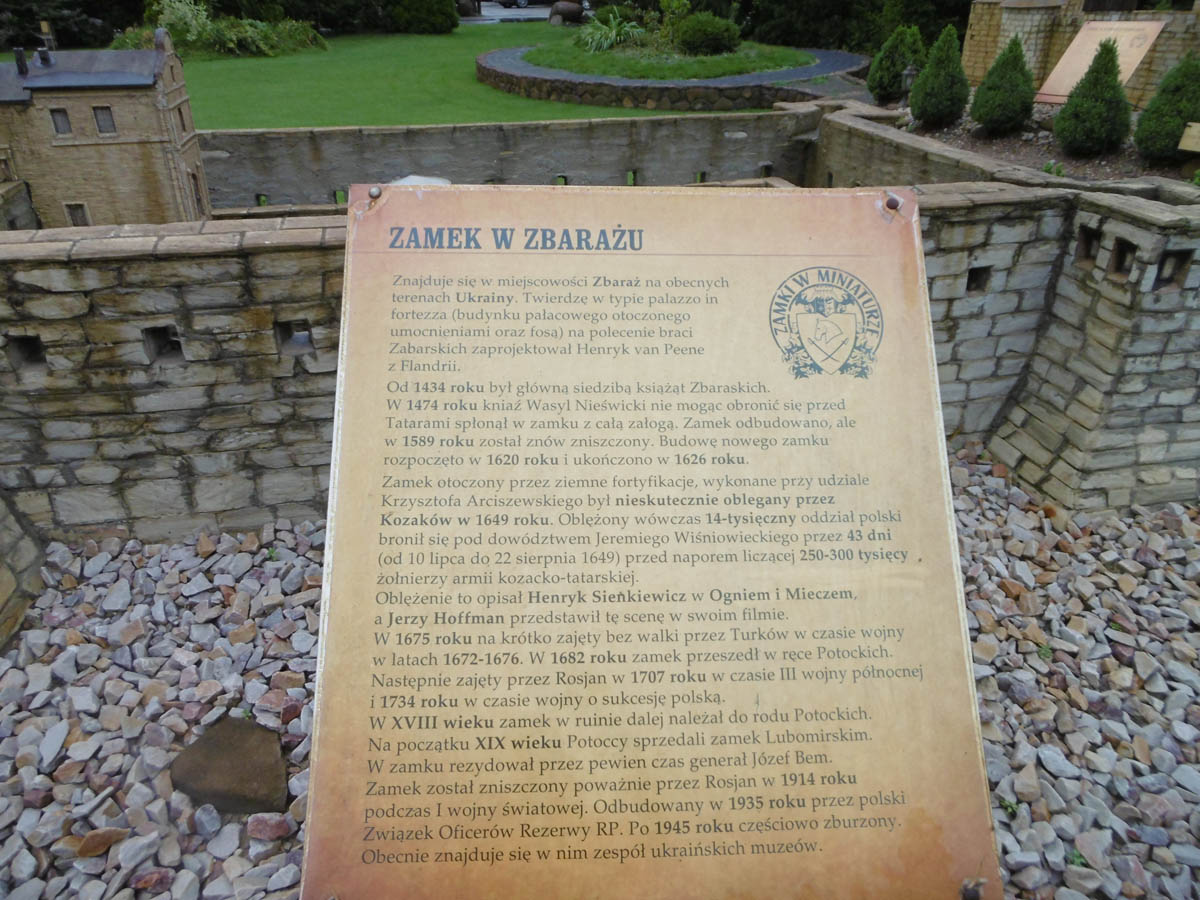 ZAMEK W ZBARAŻU
ZAMKI W MINIATURZE
Znajduje się w miejscowości Zbaraż na obecnych
terenach Ukrainy. Twierdzę w typie palazzo in
fortezza (budynku pałacowego otoczonego
umocnieniami oraz fosą) na polecenie braci
Zabarskich zaprojektował Henryk van Peene
z Flandrii.
Od 1434 roku był główną siedzibą książąt Zbaraskich.
W 1474 roku kniaź Wasyl Nieświcki nie mogąc obronić się przed
Tatarami spłonął w zamku z całą załogą. Zamek odbudowano, ale
w 1589 roku został znów zniszczony. Budowę nowego zamku
rozpoczęto w 1620 roku i ukończono w 1626 roku.
Zamek otoczony przez ziemne fortyfikacje, wykonane przy udziale
Krzysztofa Arciszewskiego był nieskutecznie oblegany przez
Kozaków w 1649 roku. Oblężony wówczas 14-tysięczny oddział polski
bronił się pod dowództwem Jeremiego Wiśniowieckiego przez 43 dni
(od 10 lipca do 22 sierpnia 1649) przed naporem liczącej 250-300 tysięcy
żołnierzy armii kozacko-tatarskiej.
Oblężenie to opisał Henryk Sieńkiewicz w Ogniem i Mieczem,
a Jerzy Hoffman przedstawił tę scenę w swoim filmie.
W 1675 roku na krótko zajęty bez walki przez Turków w czasie wojny
w latach 1672-1676. W 1682 roku zamek przeszedł w ręce Potockich.
Następnie zajęty przez Rosjan w 1707 roku w czasie III wojny północnej
i 1734 roku w czasie wojny o sukcesję polską.
W XVIII wieku zamek w ruinie dalej należał do rodu Potockich.
Na początku XIX wieku Potoccy sprzedali zamek Lubomirskim.
W zamku rezydował przez pewien czas generał Józef Bem.
Zamek został zniszczony poważnie przez Rosjan w 1914 roku
podczas I wojny światowej. Odbudowany w 1935 roku przez polski
Związek Oficerów Rezerwy RP. Po 1945 roku częściowo zburzony.
Obecnie znajduje się w nim zespół ukraińskich muzeów.